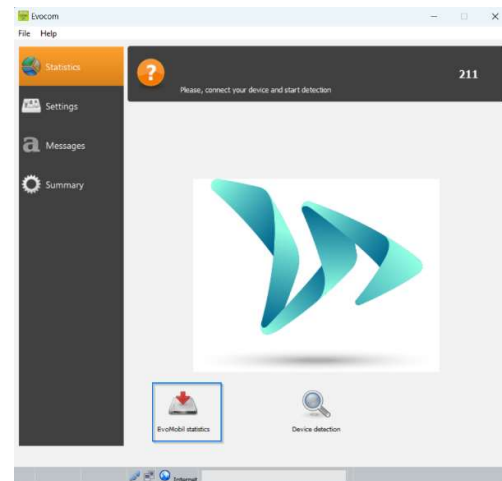 Evocom
File Help
Statistics
211
Please, connect your device and start detection
Settings
Messages
Summary
EvoMobil statistics
Device detection
Internet